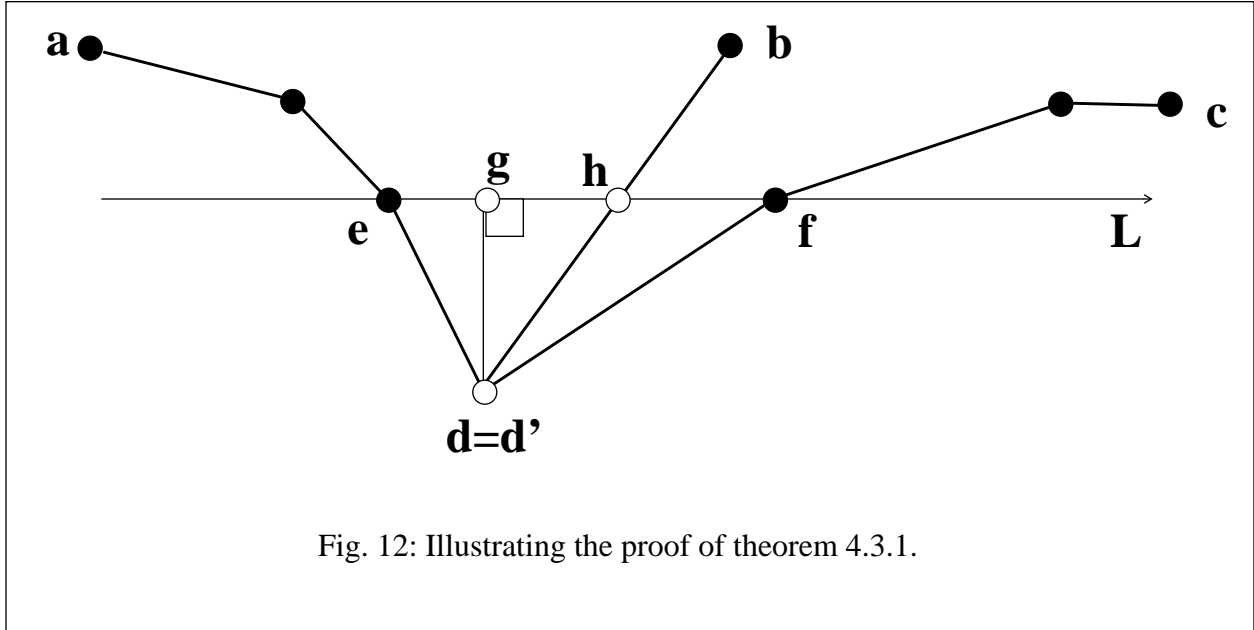 a
b
c
g
h
e
f
L
d=d’
Fig. 12: Illustrating the proof of theorem 4.3.1.